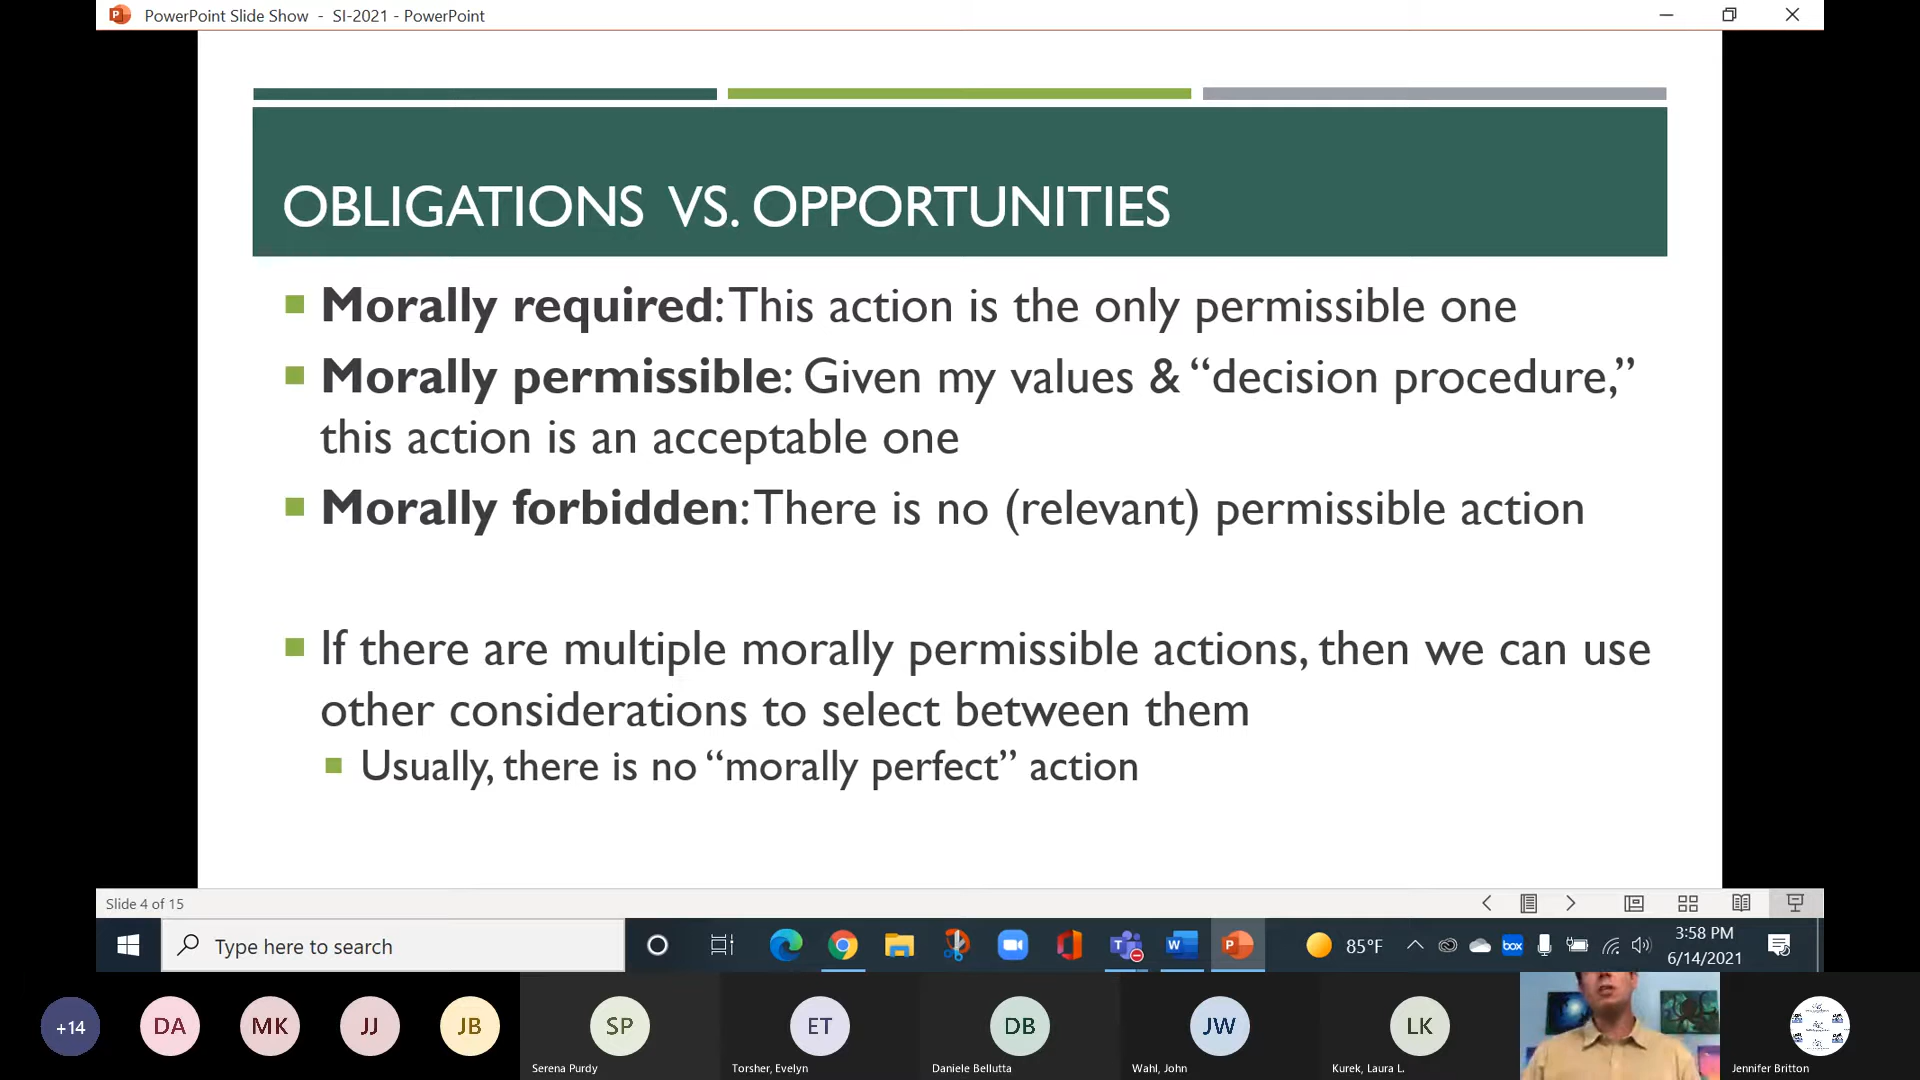 PowerPoint Slide Show - SI-2021 - PowerPoint
OBLIGATIONS VS. OPPORTUNITIES
Morally required: This action is the only permissible one
Morally permissible: Given my values & “decision procedure,”
this action is an acceptable one
Morally forbidden: There is no (relevant) permissible action
If there are multiple morally permissible actions, then we can use
other considerations to select between them
Usually, there is no “morally perfect” action
Slide 4 of 15
Type here to search
box
85°F
3:58 PM
6/14/2021
+14
DA
MK
JJ
JB
SP
ET
DB
JW
LK
Serena Purdy
Torsher, Evelyn
Daniele Bellutta
Wahl, John
Kurek, Laura L.
Jennifer Britton